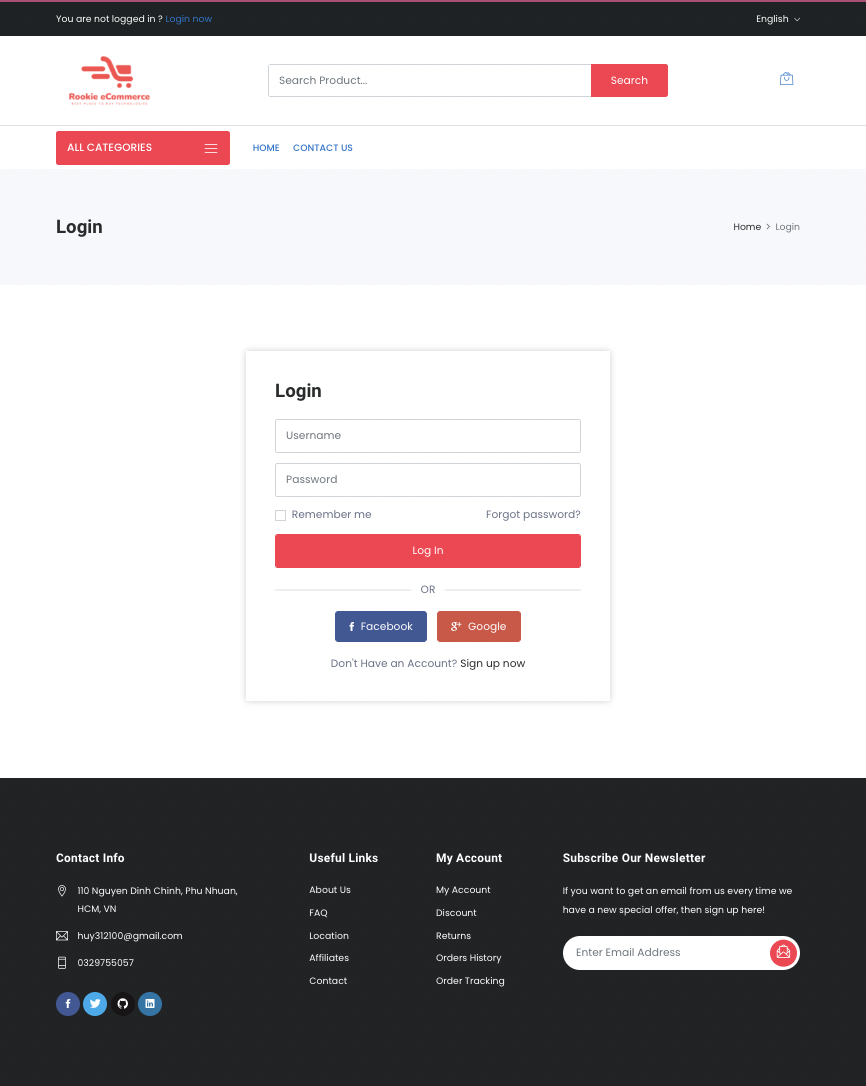 You are not logged in ? Login now
English
Rookie eCommerce
Search Product...
Search
ALL CATEGORIES
HOME
CONTACT US
Login
Home
Login
Login
Username
Password
Remember me
Forgot password?
Log In
OR
Facebook
Google
Don't Have an Account? Sign up now
Contact Info
110 Nguyen Dinh Chinh, Phu Nhuan,
HCM, VN
huy312100@gmail.com
0329755057
Useful Links
About Us
FAQ
Location
Affiliates
Contact
My Account
My Account
Discount
Returns
Orders History
Order Tracking
Subscribe Our Newsletter
If you want to get an email from us every time we
have a new special offer, then sign up here!
Enter Email Address